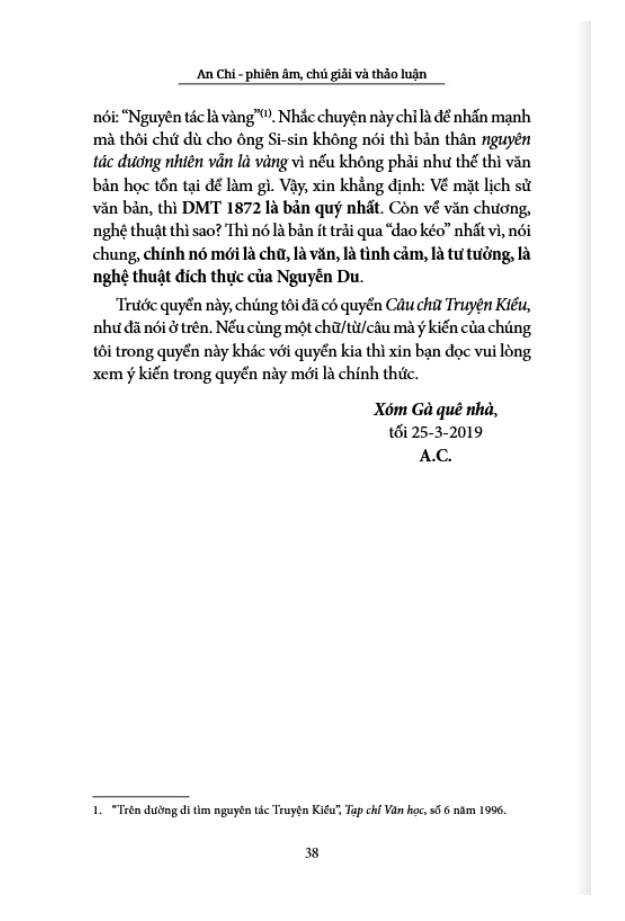 An Chi - phiên âm, chú giải và thảo luận
nói: “Nguyên tác là vàng”(1). Nhắc chuyện này chỉ là để nhấn mạnh
mà thôi chứ dù cho ông Si-sin không nói thì bản thân nguyên
tác đương nhiên vẫn là vàng vì nếu không phải như thế thì văn
bản học tồn tại để làm gì. Vậy, xin khẳng định: Về mặt lịch sử
văn bản, thì DMT 1872 là bản quý nhất. Còn về văn chương,
nghệ thuật thì sao? Thì nó là bản ít trải qua “dao kéo” nhất vì, nói
chung, chính nó mới là chữ, là văn, là tình cảm, là tư tưởng, là
nghệ thuật đích thực của Nguyễn Du.
Trước quyển này, chúng tôi đã có quyển Câu chữ Truyện Kiều,
như đã nói ở trên. Nếu cùng một chữ/từ/câu mà ý kiến của chúng
tôi trong quyển này khác với quyển kia thì xin bạn đọc vui lòng
xem ý kiến trong quyển này mới là chính thức.
Xóm Gà quê nhà,
tối 25-3-2019
A.C.
1. “Trên đường đi tìm nguyên tác Truyện Kiều”, Tạp chí Văn học, số 6 năm 1996.
38